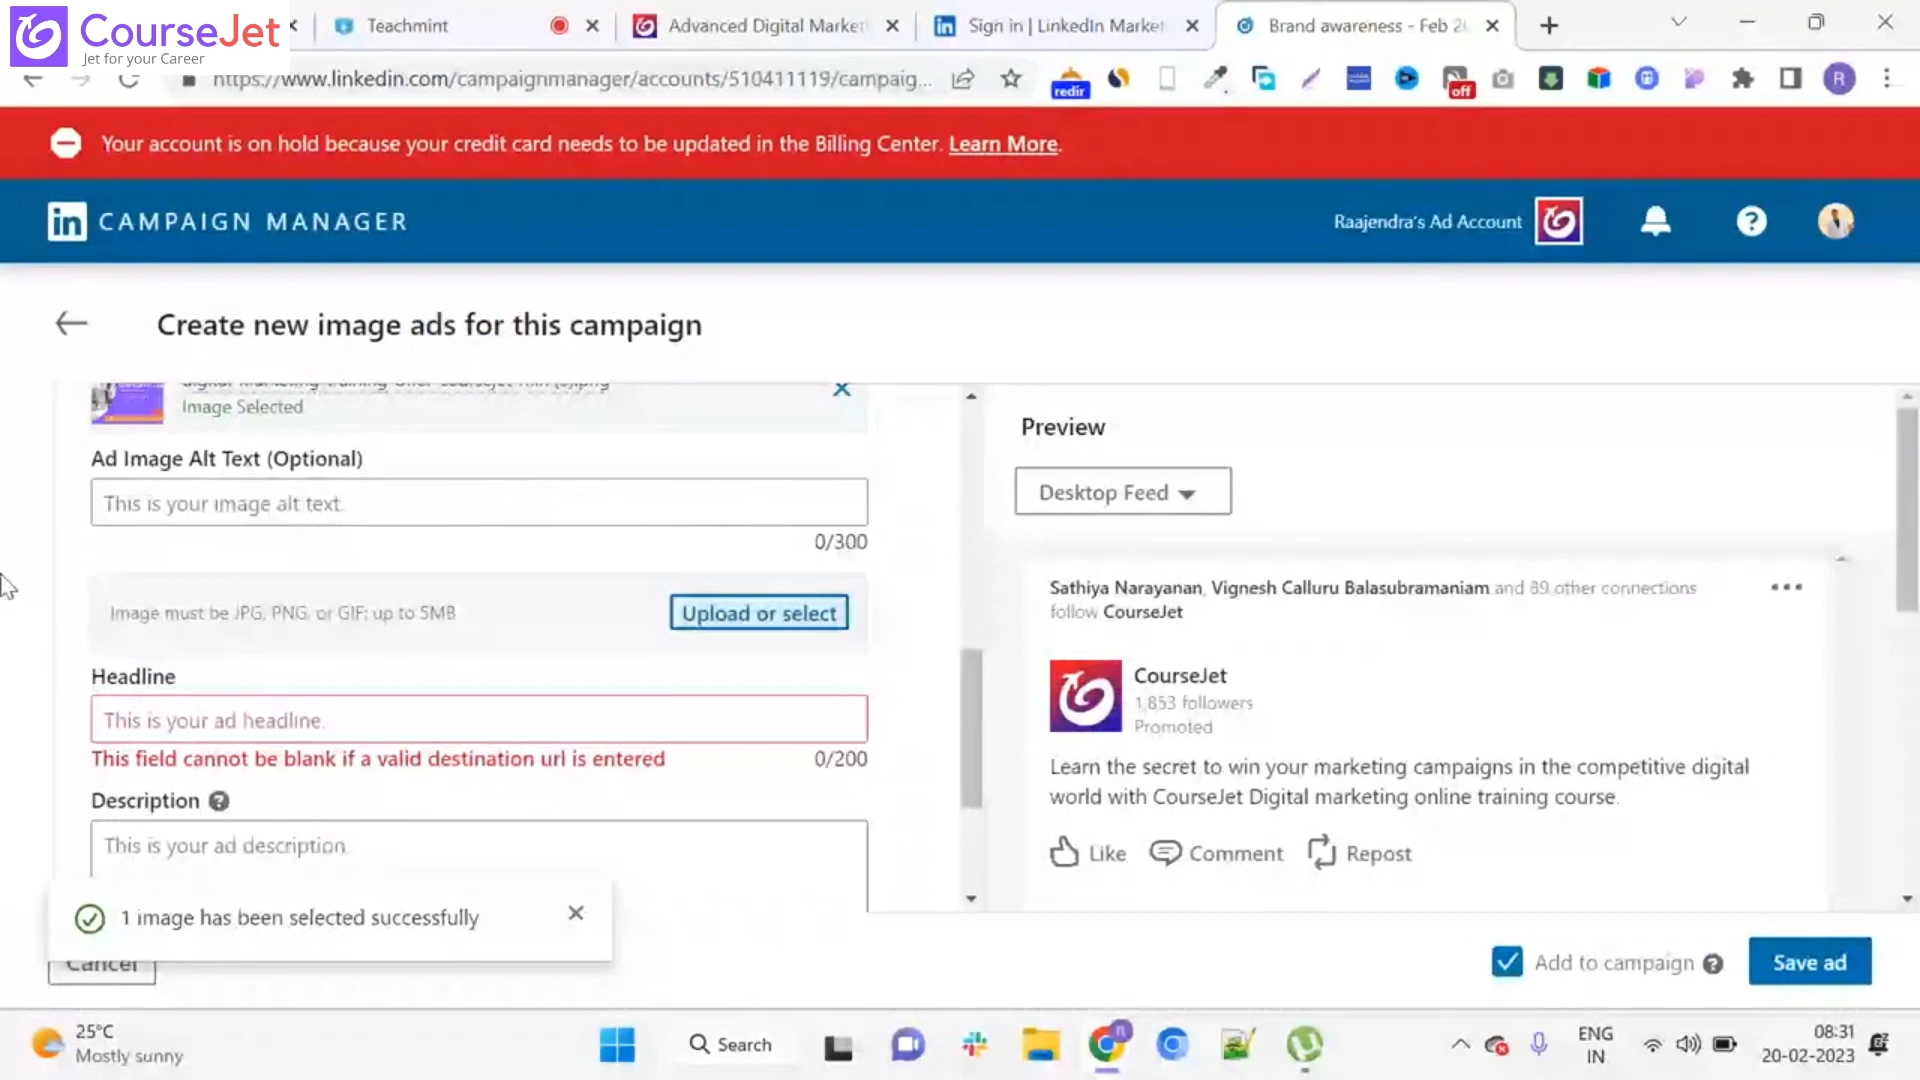 CourseJet
Jet for your Career
Teachmint
Advanced Digital Market
Sign in | LinkedIn Market
Brand awareness - Feb 2
https://www.linkedin.com/campaignmanager/accounts/510411119/campaig...
redir
off
R
Your account is on hold because your credit card needs to be updated in the Billing Center. Learn More.
in CAMPAIGN MANAGER
Raajendra's Ad Account
Create new image ads for this campaign
Image Selected
Ad Image Alt Text (Optional)
This is your image alt text.
0/300
Image must be JPG, PNG, or GIF; up to 5MB
Upload or select
Headline
This is your ad headline.
This field cannot be blank if a valid destination url is entered
0/200
Description
This is your ad description.
1 image has been selected successfully
Cancel
Preview
Desktop Feed
Sathiya Narayanan, Vignesh Calluru Balasubramaniam and 89 other connections
follow CourseJet
CourseJet
1,853 followers
Promoted
Learn the secret to win your marketing campaigns in the competitive digital
world with CourseJet Digital marketing online training course.
Like
Comment
Repost
Add to campaign
Save ad
25°C
Mostly sunny
Search
ENG
IN
08:31
20-02-2023